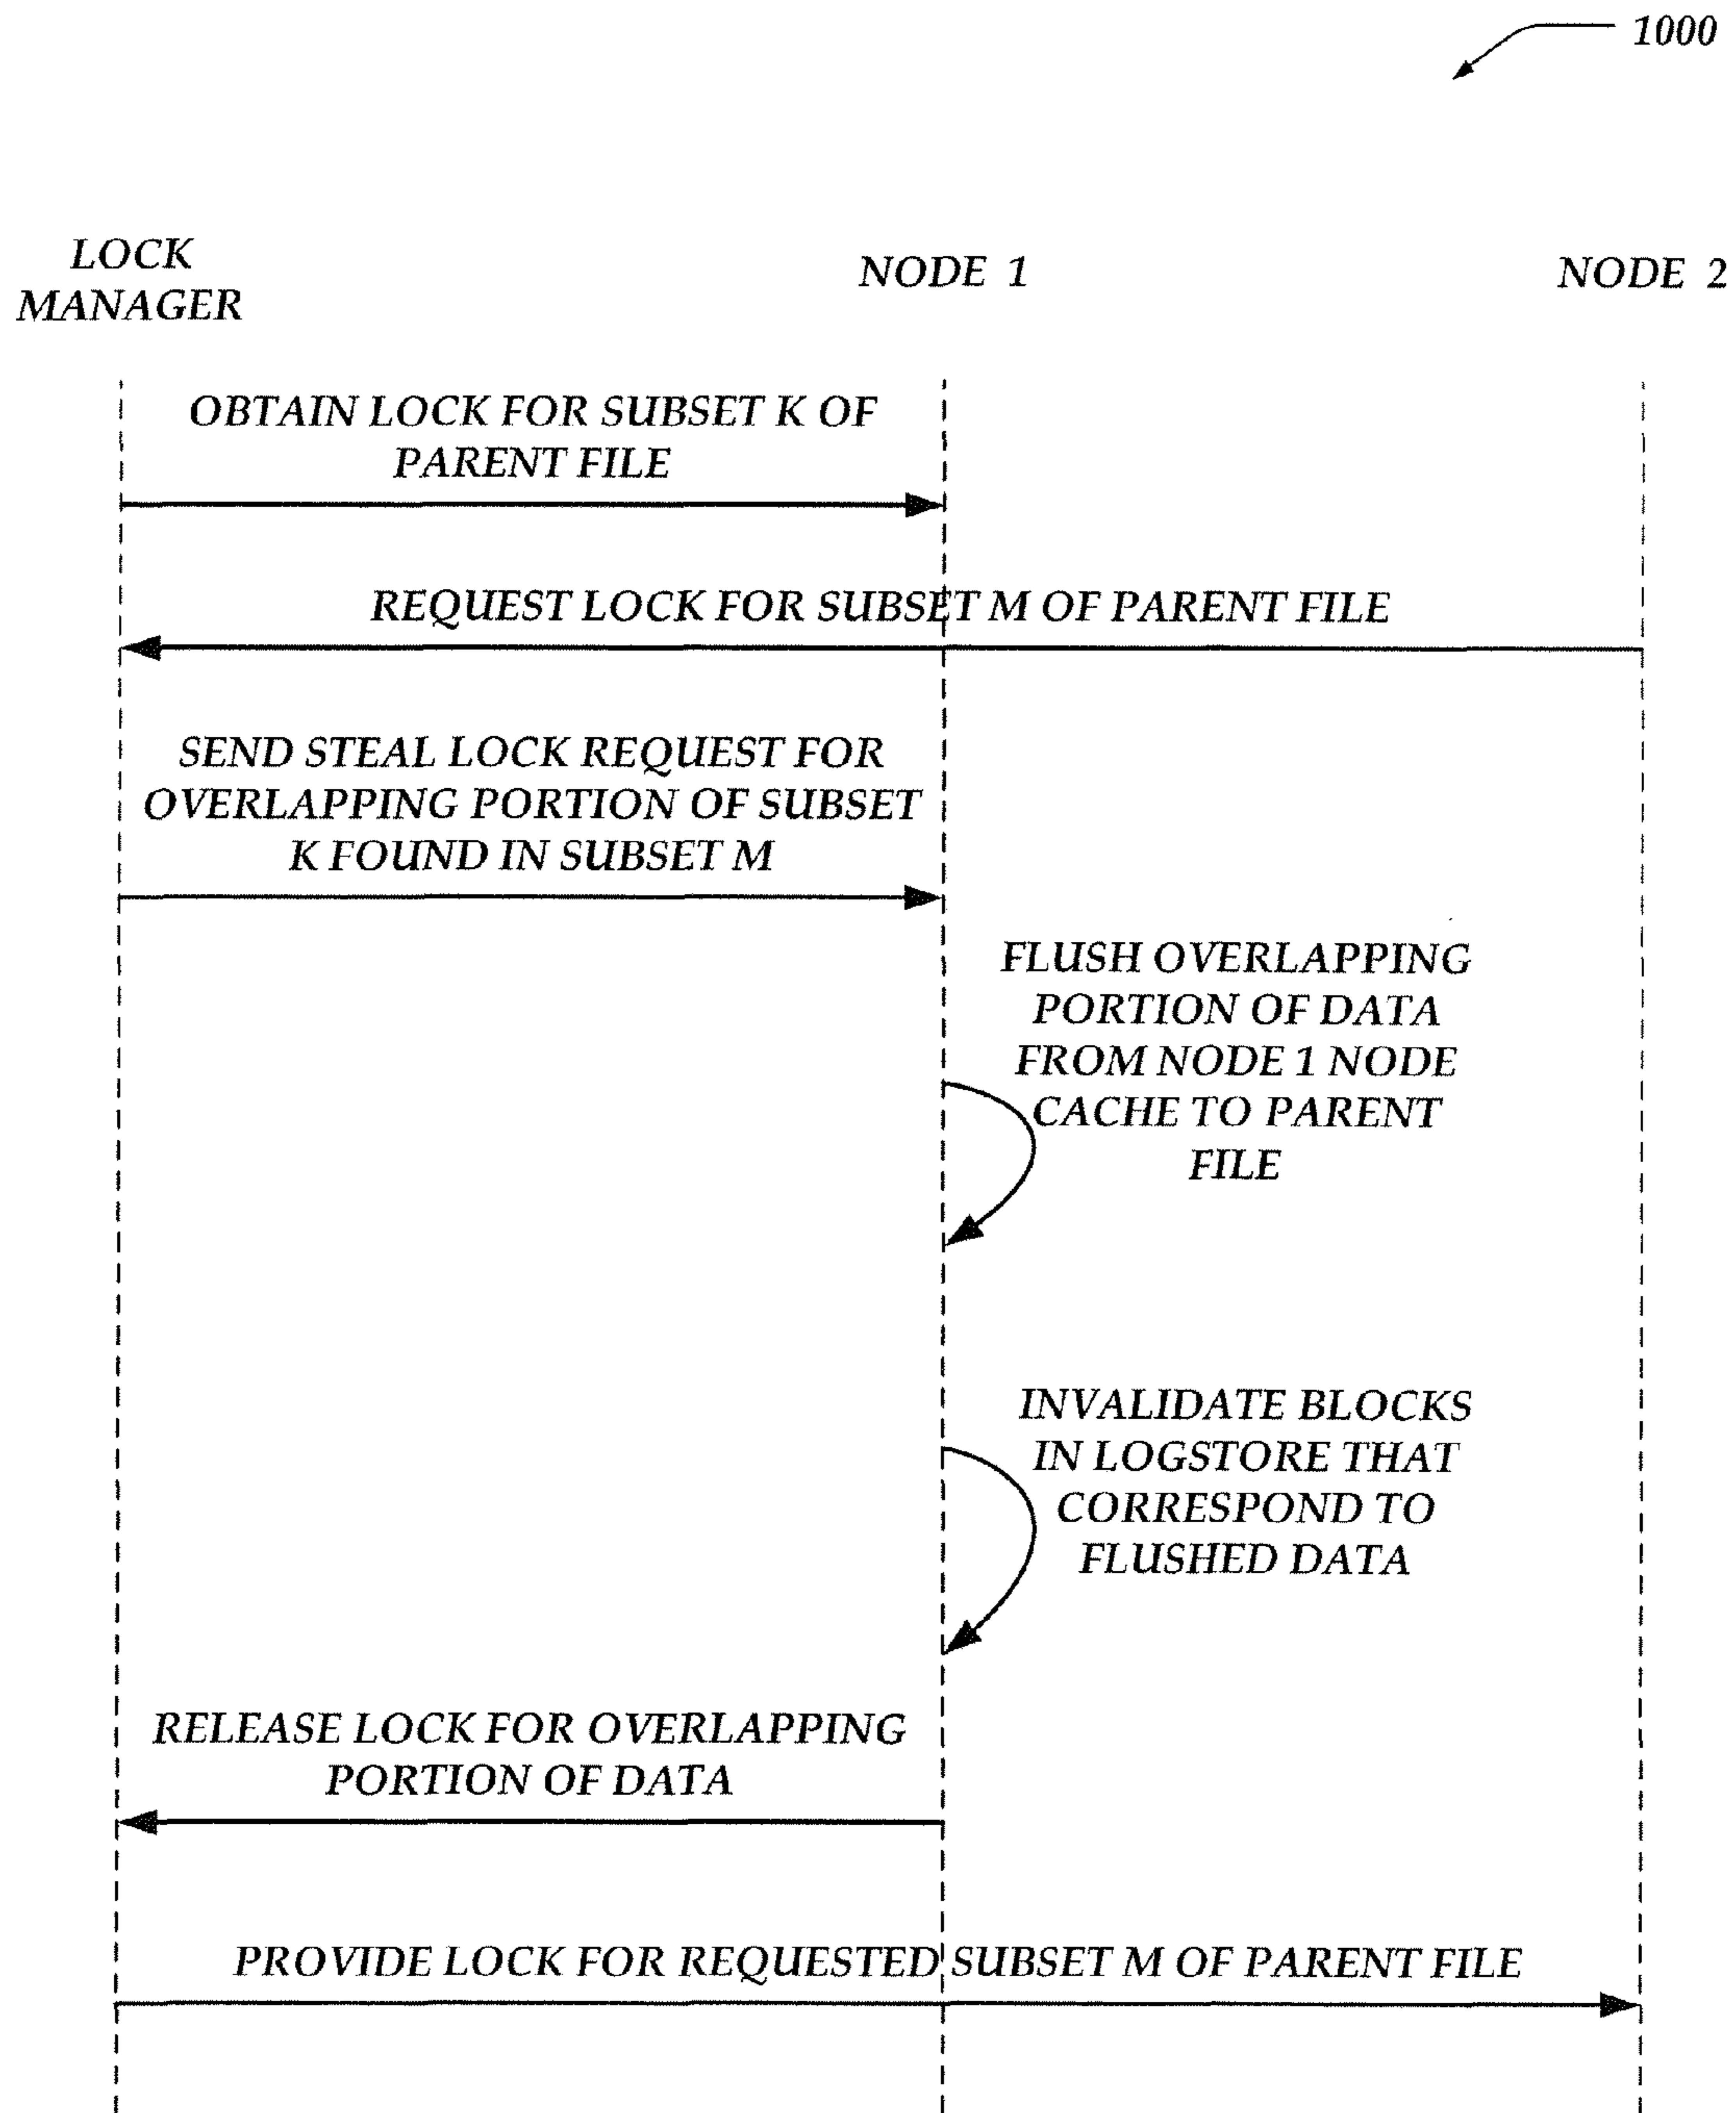 1000
LOCK
MANAGER
NODE 1
NODE 2
OBTAIN LOCK FOR SUBSET K OF
PARENT FILE
REQUEST LOCK FOR SUBSET M OF PARENT FILE
SEND STEAL LOCK REQUEST FOR
OVERLAPPING PORTION OF SUBSET
K FOUND IN SUBSET M
FLUSH OVERLAPPING
PORTION OF DATA
FROM NODE 1 NODE
CACHE TO PARENT
FILE
INVALIDATE BLOCKS
IN LOGSTORE THAT
CORRESPOND TO
FLUSHED DATA
RELEASE LOCK FOR OVERLAPPING
PORTION OF DATA
PROVIDE LOCK FOR REQUESTED SUBSET M OF PARENT FILE